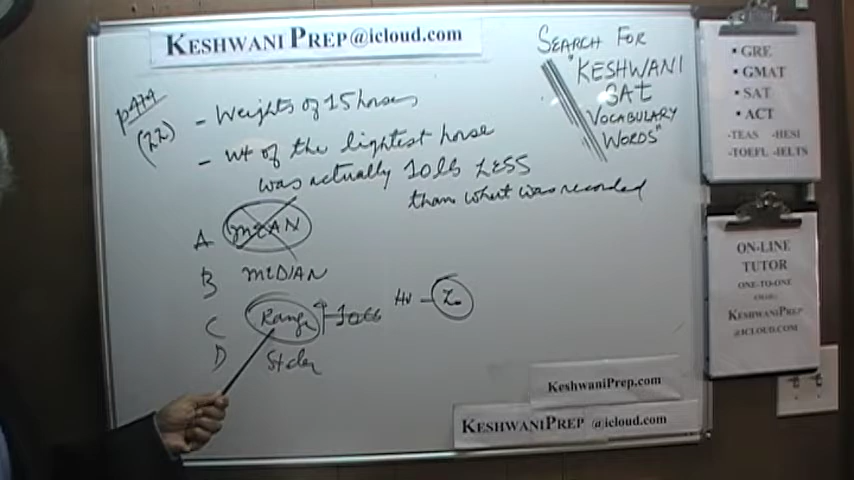 KESHWANI PREP@icloud.com
SEARCH FOR
"KESHWANI
SAT
VOCABULARY
WORDS"
p474
(22)
- Weights of 15 horses
- wt of the lightest horse
was actually 10lb LESS
than what was recorded
A MEAN
B MEDIAN
C Range
D
GRE
GMAT
SAT
ACT
-TEAS -HESI
-TOEFL -IELTS
ON-LINE
TUTOR
ONE-TO-ONE
KESHWANIPREP
@ICLOUD.COM
KeshwaniPrep.com
KESHWANIPREP @icloud.com